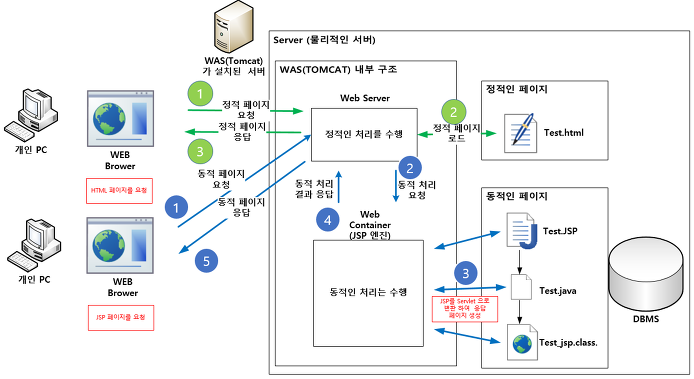 WAS(Tomcat)
가 설치된 서버
Server (물리적인 서버)
WAS(TOMCAT) 내부 구조
Web Server
정적인 처리를 수행
정적인 페이지
Test.html
1
정적 페이지
요청
정적 페이지
응답
3
2
정적 페이지
로드
개인 PC
WEB
Brower
HTML 페이지를 요청
동적 페이지
요청
동적 페이지
응답
1
5
동적 처리
결과 응답
4
2
동적 처리
요청
개인 PC
WEB
Brower
JSP 페이지를 요청
Web
Container
(JSP 엔진)
동적인 처리는 수행
3
JSP를 Servlet 으로
변환 하여 응답
페이지 생성
동적인 페이지
Test.JSP
Test.java
Test_jsp.class.
DBMS